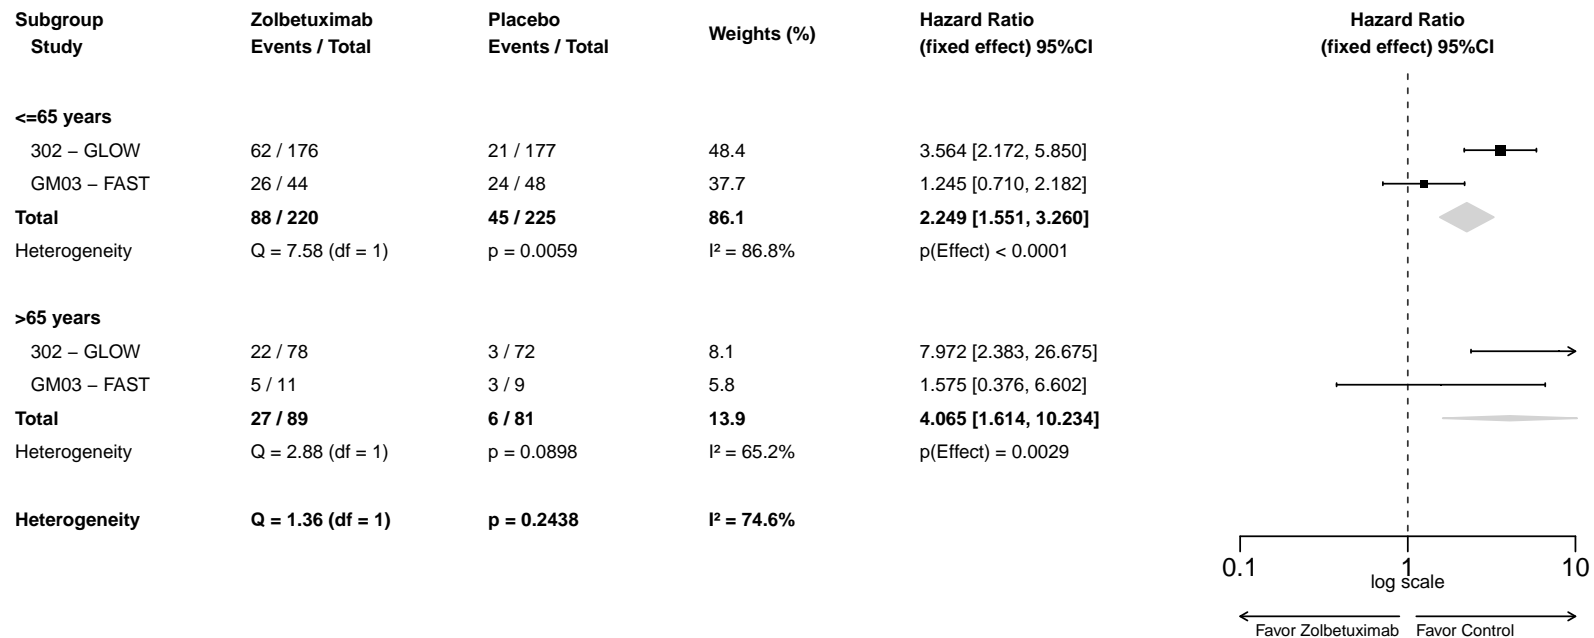 Subgroup Zolbetuximab Placebo Weights (%) Hazard Ratio Hazard Ratio
Study Events / Total Events / Total (fixed effect) 95%CI (fixed effect) 95%CI
<=65 years
302 – GLOW 62 / 176 21 / 177 48.4 3.564 [2.172, 5.850]
GM03 – FAST 26 / 44 24 / 48 37.7 1.245 [0.710, 2.182]
Total 88 / 220 45 / 225 86.1 2.249 [1.551, 3.260]
Heterogeneity Q = 7.58 (df = 1) p = 0.0059 I² = 86.8% p(Effect) < 0.0001
>65 years
302 – GLOW 22 / 78 3 / 72 8.1 7.972 [2.383, 26.675]
GM03 – FAST 5 / 11 3 / 9 5.8 1.575 [0.376, 6.602]
Total 27 / 89 6 / 81 13.9 4.065 [1.614, 10.234]
Heterogeneity Q = 2.88 (df = 1) p = 0.0898 I² = 65.2% p(Effect) = 0.0029
Heterogeneity Q = 1.36 (df = 1) p = 0.2438 I² = 74.6%
0.1 1 10
log scale
Favor Zolbetuximab Favor Control